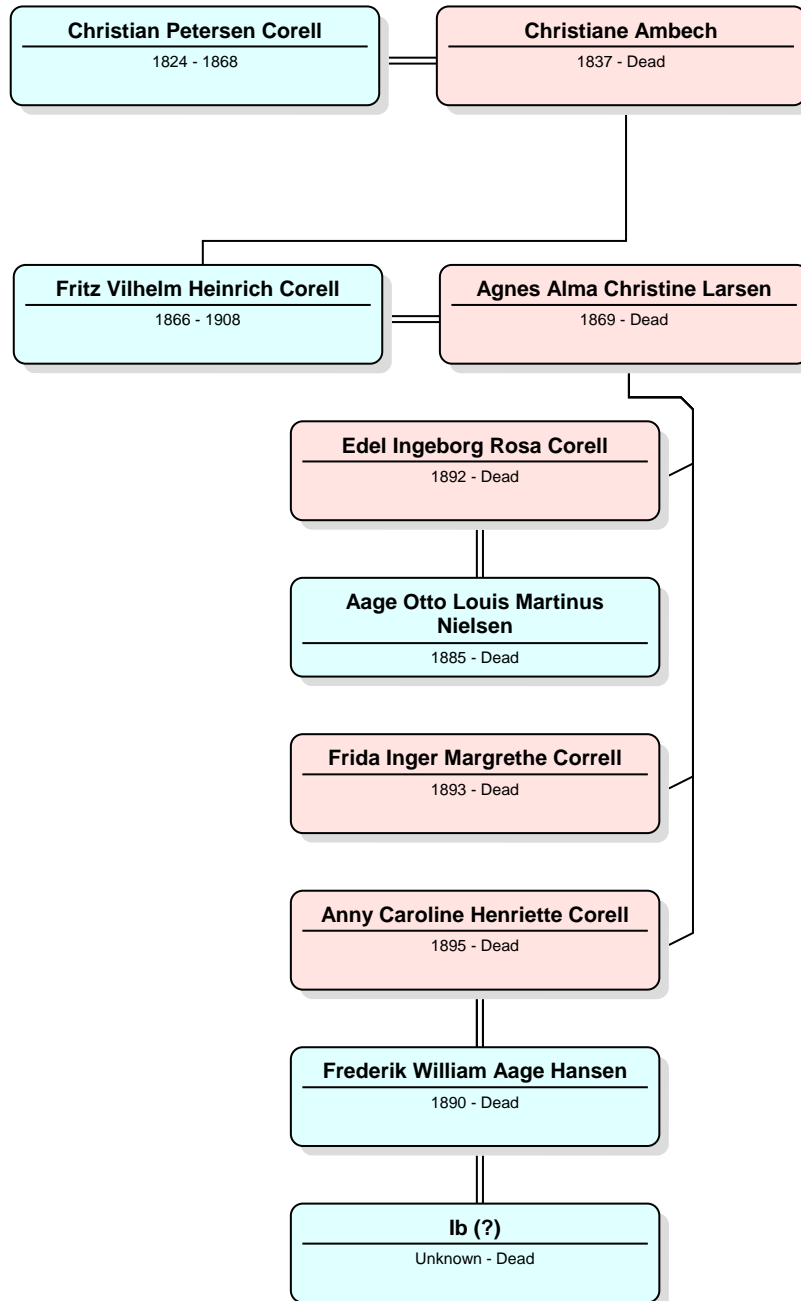 Christian Petersen Corell
1824 - 1868
Christiane Ambech
1837 - Dead
Fritz Vilhelm Heinrich Corell
1866 - 1908
Agnes Alma Christine Larsen
1869 - Dead
Edel Ingeborg Rosa Corell
1892 - Dead
Aage Otto Louis Martinus
Nielsen
1885 - Dead
Frida Inger Margrethe Correll
1893 - Dead
Anny Caroline Henriette Corell
1895 - Dead
Frederik William Aage Hansen
1890 - Dead
Ib (?)
Unknown - Dead